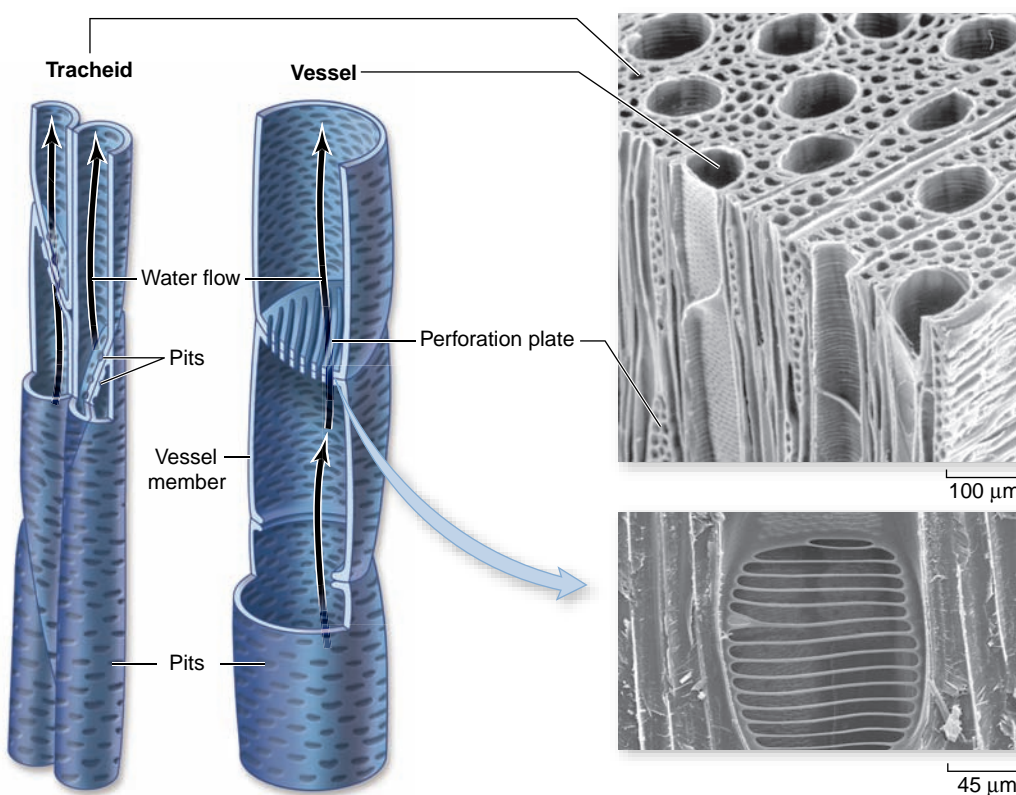 Tracheid
Vessel
Water flow
Perforation plate
Pits
Vessel
member
100 μm
Pits
45 μm